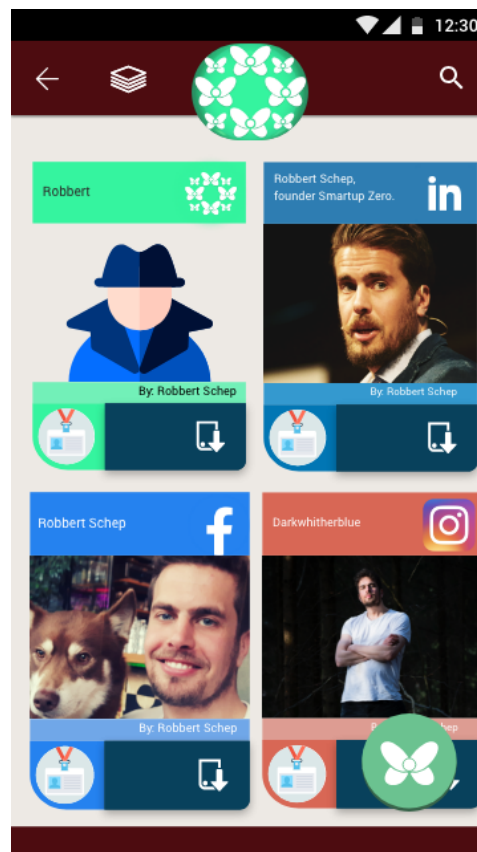 12:30
Robbert
Robbert Schep,
founder Smartup Zero.
in
By: Robbert Schep
By: Robbert Schep
Robbert Schep
f
Darkwhitherblue
By: Robbert Schep